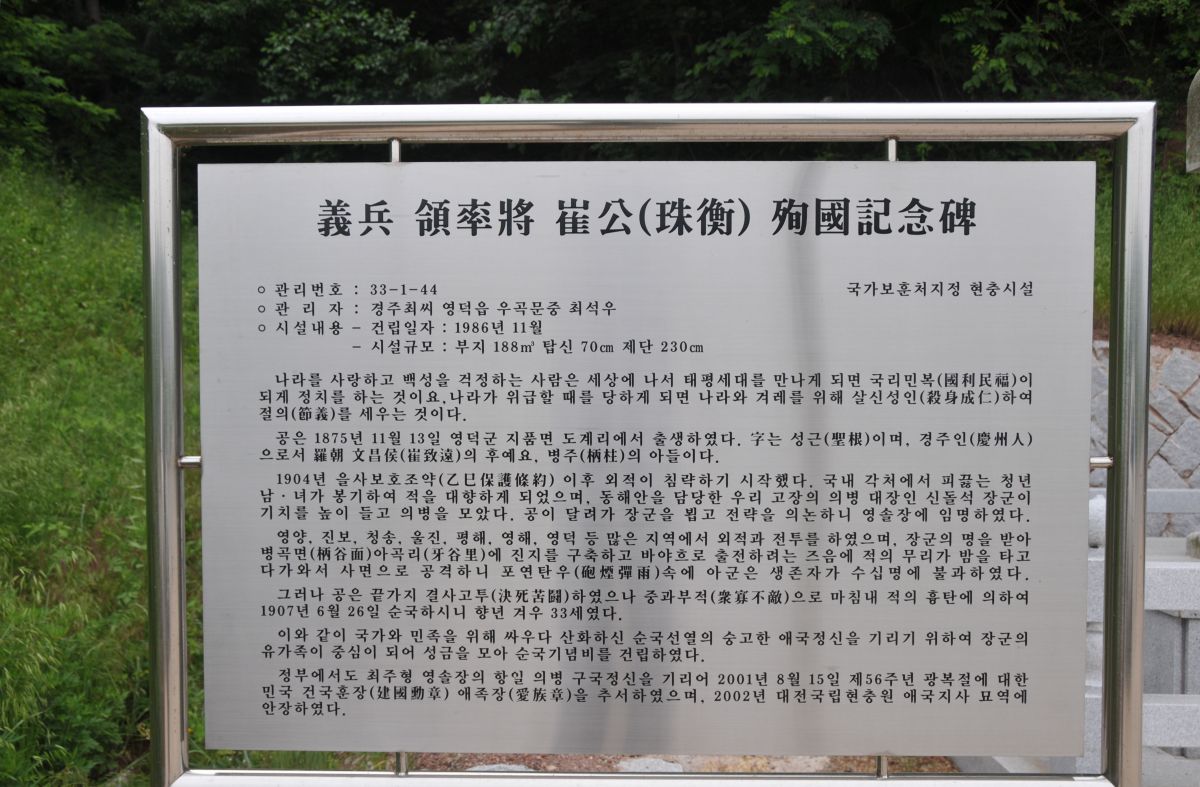 義兵 領率將 崔公(珠衡) 殉國記念碑
○ 관리번호 : 33-1-44
국가보훈처지정 현충시설
○ 관 리 자 : 경주최씨 영덕읍 우곡문중 최석우
○ 시설내용 - 건립일자 : 1986년 11월
- 시설규모 : 부지 188㎥ 탑신 70㎝ 제단 230㎝
나라를 사랑하고 백성을 걱정하는 사람은 세상에 나서 태평세대를 만나게 되면 국리민복(國利民福)이
되게 정치를 하는 것이요,나라가 위급할 때를 당하게 되면 나라와 겨레를 위해 살신성인(殺身成仁)하여
절의(節義)를 세우는 것이다.
공은 1875년 11월 13일 영덕군 지품면 도계리에서 출생하였다. 字는 성근(聖根)이며, 경주인(慶州人)
으로서 羅朝 文昌侯(崔致遠)의 후예요, 병주(柄柱)의 아들이다.
1904년 을사보호조약(乙巳保護條約) 이후 외적이 침략하기 시작했다. 국내 각처에서 피끓는 청년
남·녀가 봉기하여 적을 대항하게 되었으며, 동해안을 담당한 우리 고장의 의병 대장인 신돌석 장군이
기치를 높이 들고 의병을 모았다. 공이 달려가 장군을 뵙고 전략을 의논하니 영솔장에 임명하였다.
영양, 진보, 청송, 울진, 평해, 영해, 영덕 등 많은 지역에서 외적과 전투를 하였으며, 장군의 명을 받아
병곡면(柄谷面)아곡리(牙谷里)에 진지를 구축하고 바야흐로 출전하려는 즈음에 적의 무리가 밤을 타고
다가와서 사면으로 공격하니 포연탄우(砲煙彈雨)속에 아군은 생존자가 수십명에 불과하였다.
그러나 공은 끝가지 결사고투(決死苦鬪)하였으나 중과부적(衆寡不敵)으로 마침내 적의 흉탄에 의하여
1907년 6월 26일 순국하시니 향년 겨우 33세였다.
이와 같이 국가와 민족을 위해 싸우다 산화하신 순국선열의 숭고한 애국정신을 기리기 위하여 장군의
유가족이 중심이 되어 성금을 모아 순국기념비를 건립하였다.
정부에서도 최주형 영솔장의 항일 의병 구국정신을 기리어 2001년 8월 15일 제56주년 광복절에 대한
민국 건국훈장(建國勳章) 애족장(愛族章)을 추서하였으며, 2002년 대전국립현충원 애국지사 묘역에
안장하였다.